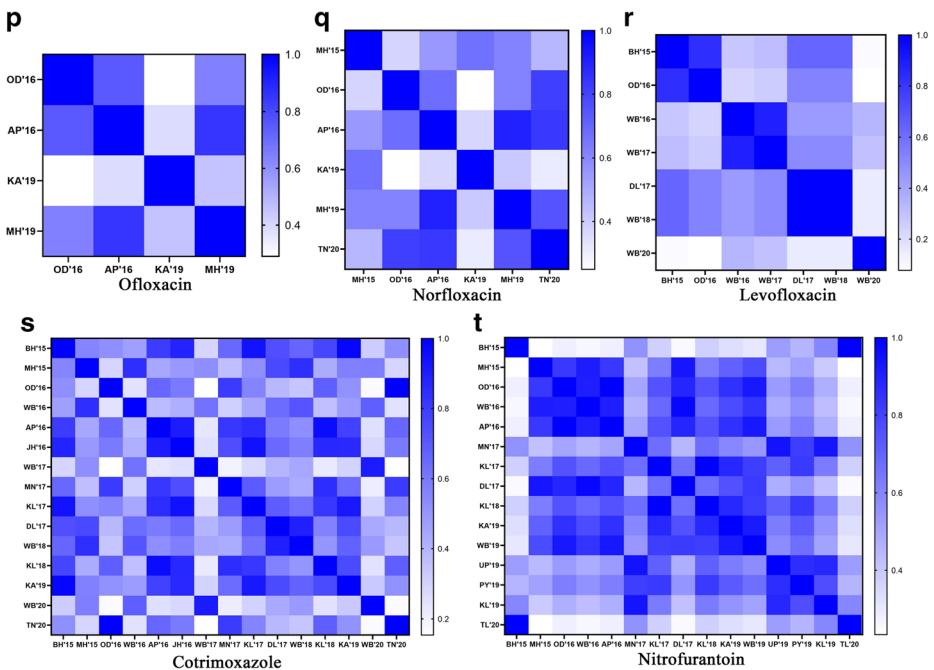 p
OD'16
AP'16
KA'19
MH'19
1.0
0.8
0.6
0.4
OD'16 AP'16 KA'19 MH'19
Ofloxacin
q
MH'15
OD'16
AP'16
KA'19
MH'19
TN'20
1.0
0.8
0.6
0.4
MH'15 OD'16 AP'16 KA'19 MH'19 TN'20
Norfloxacin
r
BH'15
OD'16
WB'16
WB'17
DL'17
WB'18
WB'20
1.0
0.8
0.6
0.4
0.2
BH'15 OD'16 WB'16 WB'17 DL'17 WB'18 WB'20
Levofloxacin
s
BH'15
MH'15
OD'16
WB'16
AP'16
JH'16
WB'17
MN'17
KL'17
DL'17
WB'18
KL'18
KA'19
WB'20
TN'20
1.0
0.8
0.6
0.4
0.2
BH'15 MH'15 OD'16 WB'16 AP'16 JH'16 WB'17 MN'17 KL'17 DL'17 WB'18 KL'18 KA'19 WB'20 TN'20
Cotrimoxazole
t
BH'15
MH'15
OD'16
WB'16
AP'16
MN'17
KL'17
DL'17
KL'18
KA'19
WB'19
UP'19
PY'19
KL'19
TL'20
1.0
0.8
0.6
0.4
BH'15 MH'15 OD'16 WB'16 AP'16 MN'17 KL'17 DL'17 KL'18 KA'19 WB'19 UP'19 PY'19 KL'19 TL'20
Nitrofurantoin